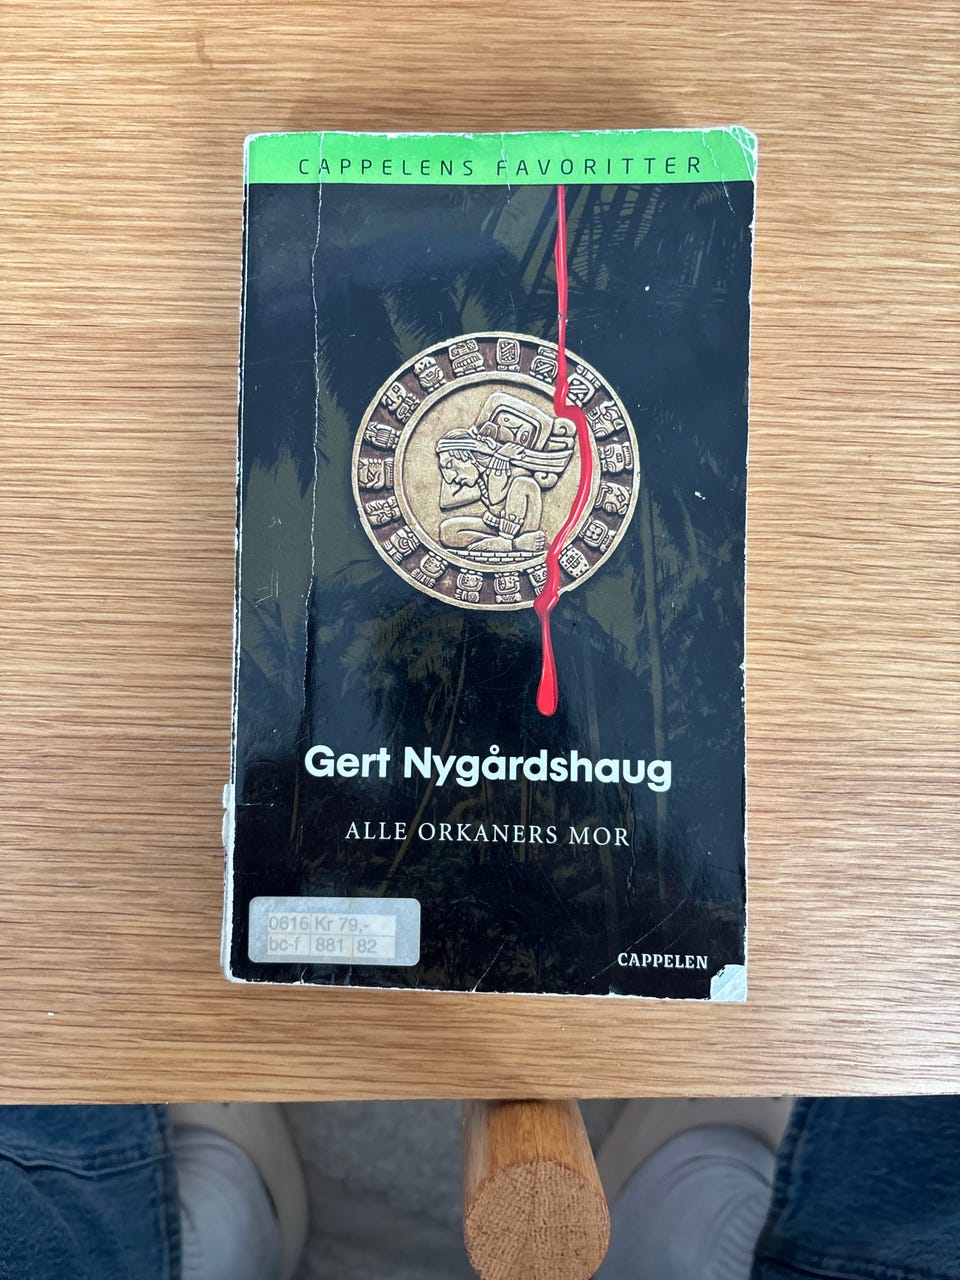 CAPPELENS FAVORITTER
Gert Nygårdshaug
ALLE ORKANERS MOR
0616 Kr 79,-
bc-f 881 82
CAPPELEN